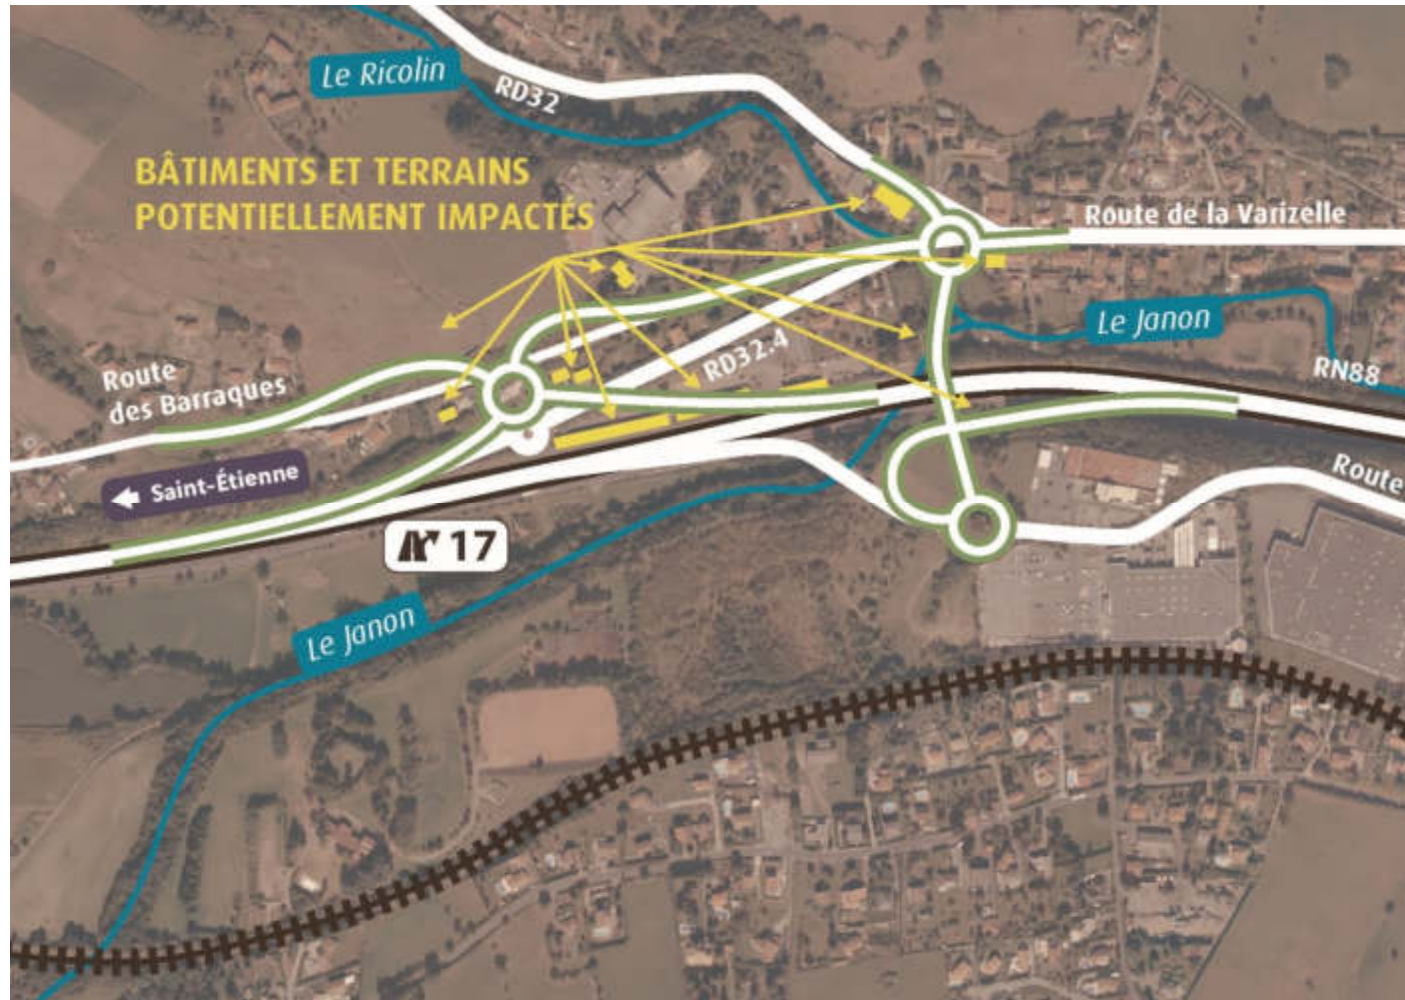 Le Ricolin
RD32
BÂTIMENTS ET TERRAINS
POTENTIELLEMENT IMPACTÉS
Route de la Varizelle
Le Janon
RD32.4
RN88
Route
des Barraques
Saint-Étienne
Route
17
Le Janon